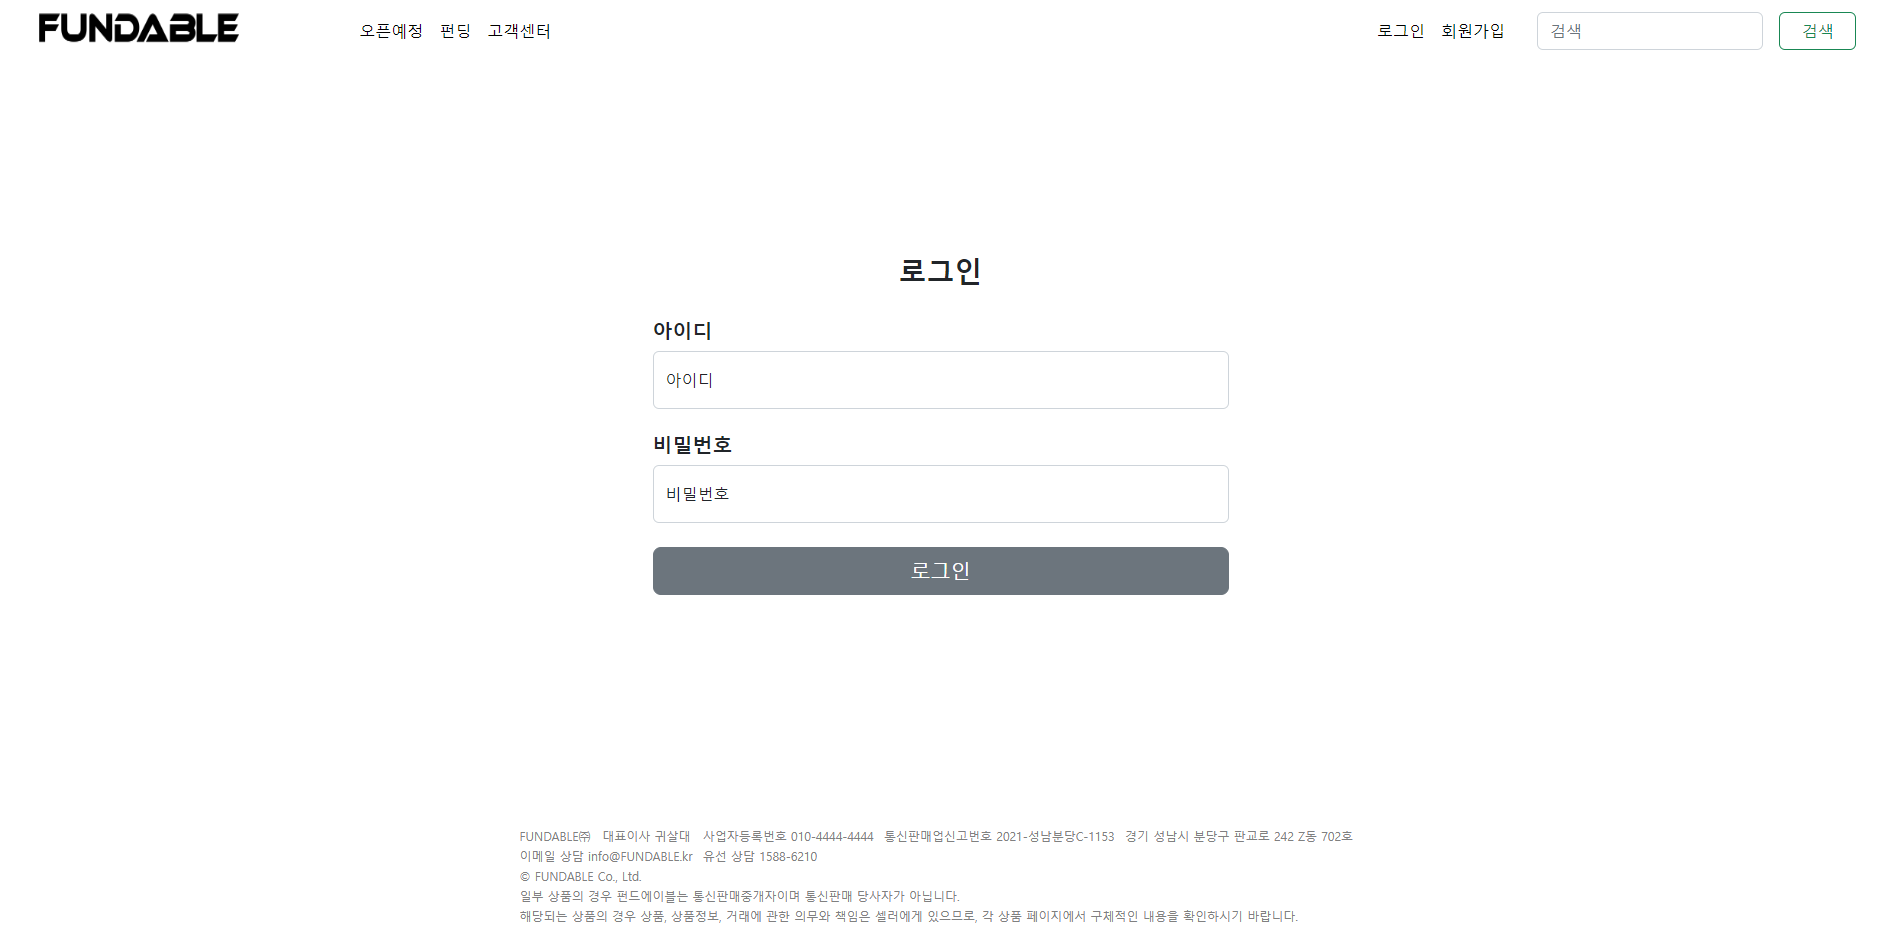 FUNDABLE 오픈예정 펀딩 고객센터 로그인 회원가입 검색 검색
로그인
아이디
아이디
비밀번호
비밀번호
로그인
FUNDABLE㈜ 대표이사 귀살대 사업자등록번호 010-4444-4444 통신판매업신고번호 2021-성남분당C-1153 경기 성남시 분당구 판교로 242 Z동 702호
이메일 상담 info@FUNDABLE.kr 유선 상담 1588-6210
© FUNDABLE Co., Ltd.
일부 상품의 경우 펀드에이블는 통신판매중개자이며 통신판매 당사자가 아닙니다.
해당되는 상품의 경우 상품, 상품정보, 거래에 관한 의무와 책임은 셀러에게 있으므로, 각 상품 페이지에서 구체적인 내용을 확인하시기 바랍니다.